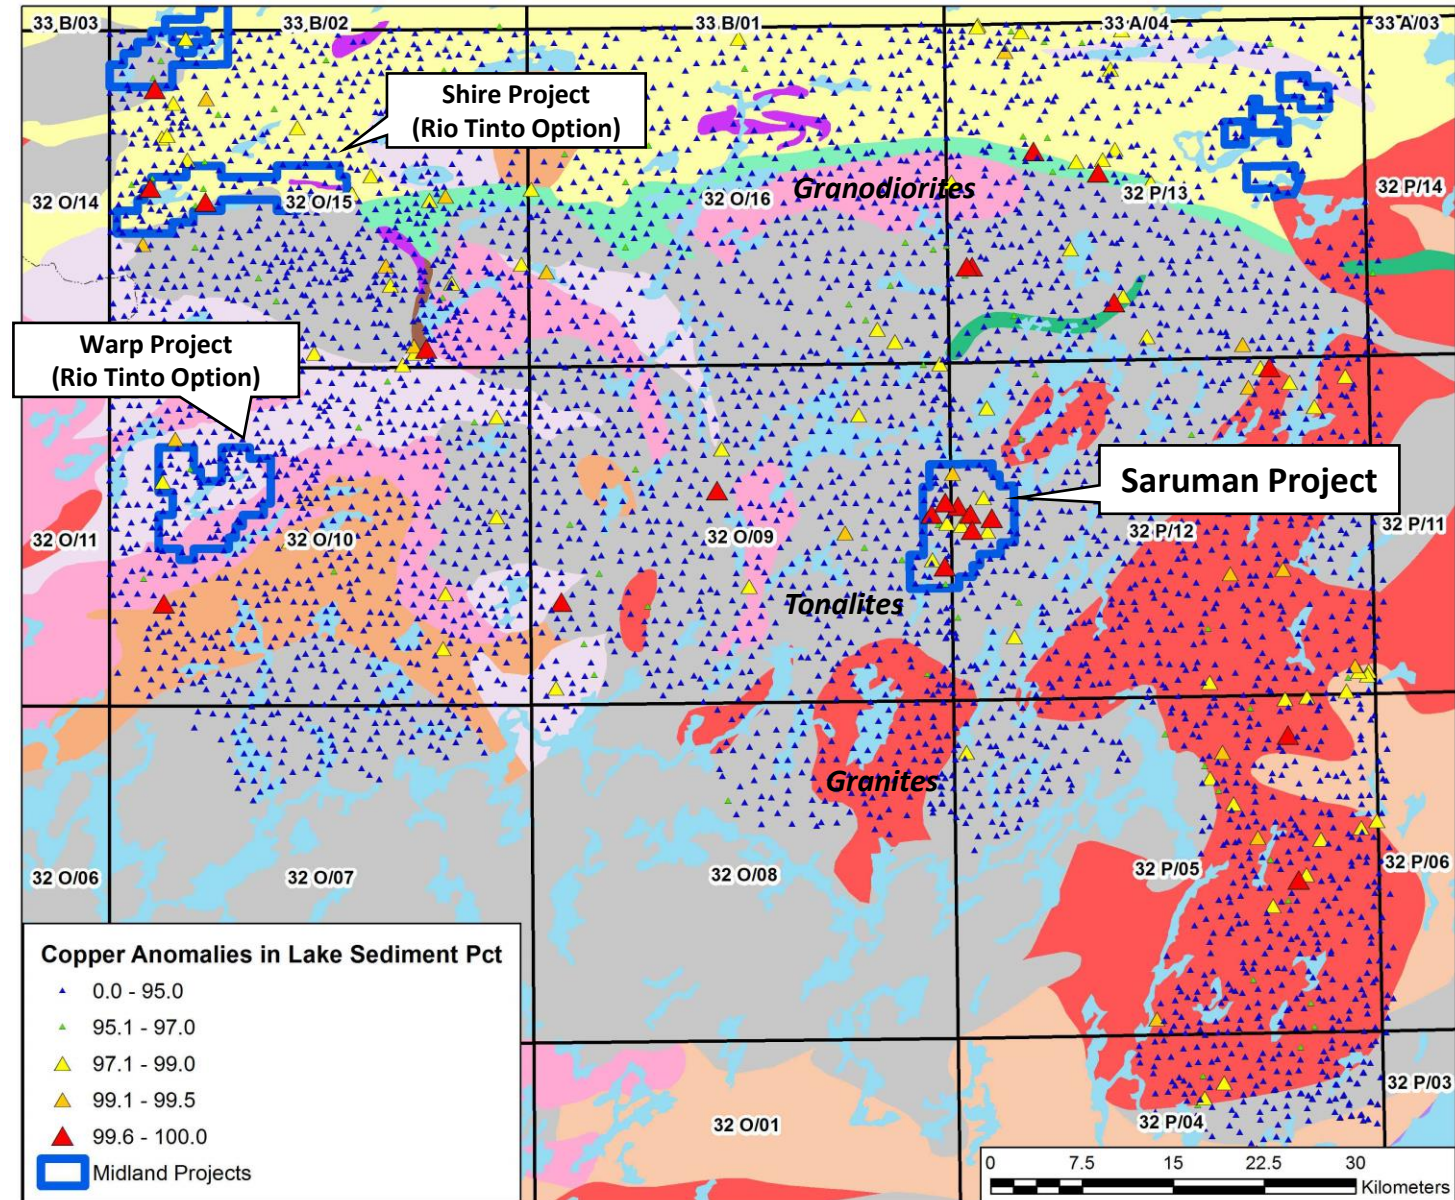 33 B/03
33 B/02
33 B/01
33 A/04
33 A/03
Shire Project
(Rio Tinto Option)
32 O/14
32 O/15
32 O/16
Granodiorites
32 P/13
32 P/14
Warp Project
(Rio Tinto Option)
Saruman Project
32 O/11
32 O/10
32 O/09
32 P/12
32 P/11
Tonalites
Granites
32 O/06
32 O/07
32 O/08
32 P/05
32 P/06
Copper Anomalies in Lake Sediment Pct
0.0 - 95.0
95.1 - 97.0
97.1 - 99.0
99.1 - 99.5
99.6 - 100.0
Midland Projects
32 O/01
32 P/04
32 P/03
0 7.5 15 22.5 30
Kilometers